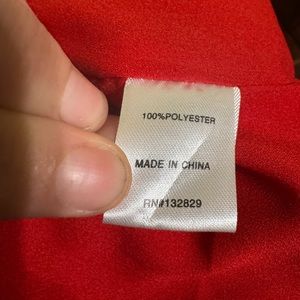 100%POLYESTER
MADE IN CHINA
RN#132829